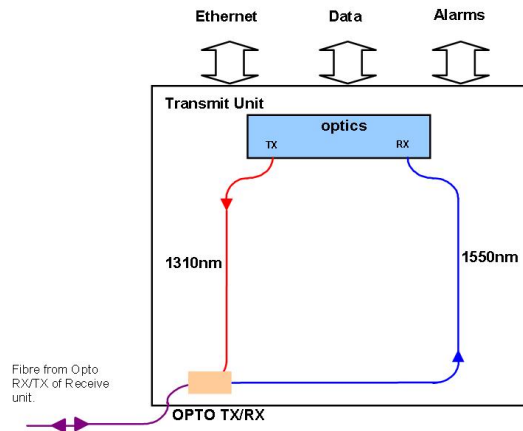 Ethernet Data Alarms
Transmit Unit
optics
TX RX
1310nm
1550nm
Fibre from Opto
RX/TX of Receive
unit.
OPTO TX/RX